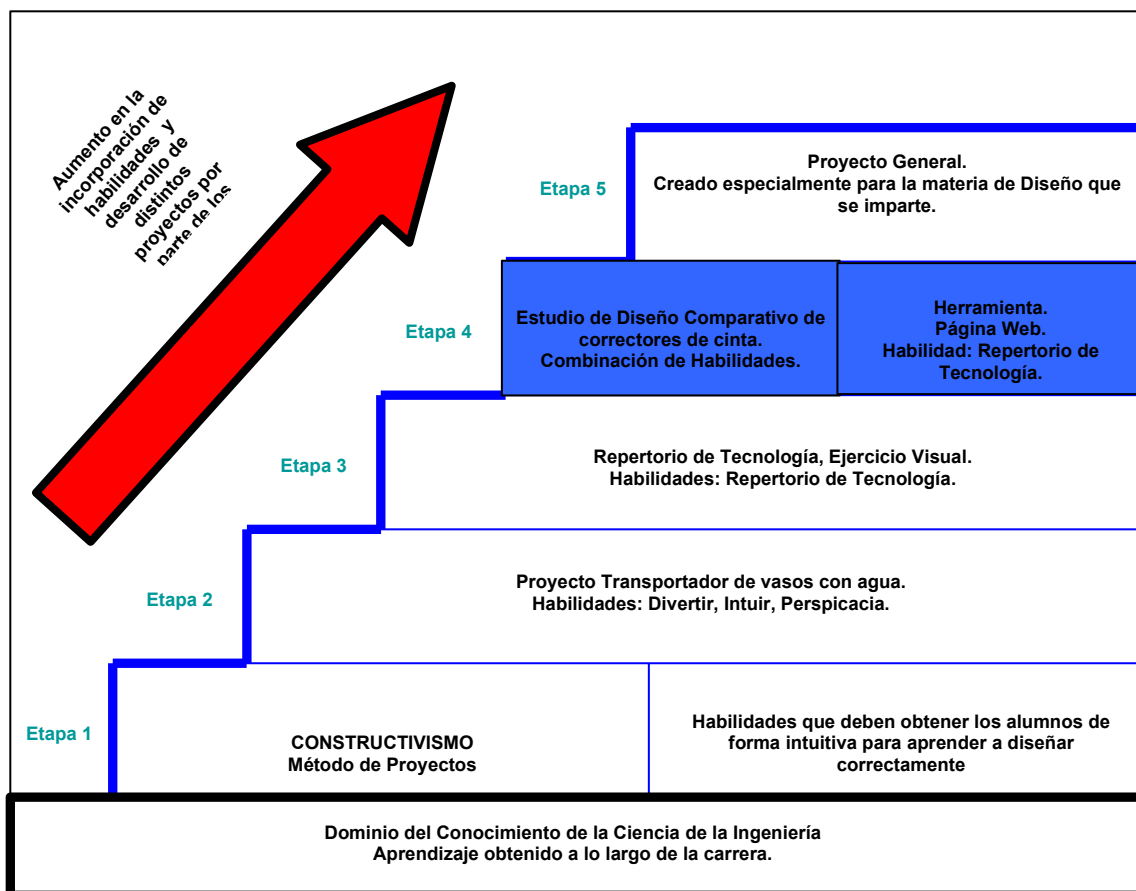 Aumento en la
incorporación de
habilidades y
desarrollo de
distintos
proyectos por
parte de los
Etapa 5
Proyecto General.
Creado especialmente para la materia de Diseño que
se imparte.
Etapa 4
Estudio de Diseño Comparativo de
correctores de cinta.
Combinación de Habilidades.
Herramienta.
Página Web.
Habilidad: Repertorio de
Tecnología.
Etapa 3
Repertorio de Tecnología, Ejercicio Visual.
Habilidades: Repertorio de Tecnología.
Etapa 2
Proyecto Transportador de vasos con agua.
Habilidades: Divertir, Intuir, Perspicacia.
Etapa 1
CONSTRUCTIVISMO
Método de Proyectos
Habilidades que deben obtener los alumnos de
forma intuitiva para aprender a diseñar
correctamente
Dominio del Conocimiento de la Ciencia de la Ingeniería
Aprendizaje obtenido a lo largo de la carrera.